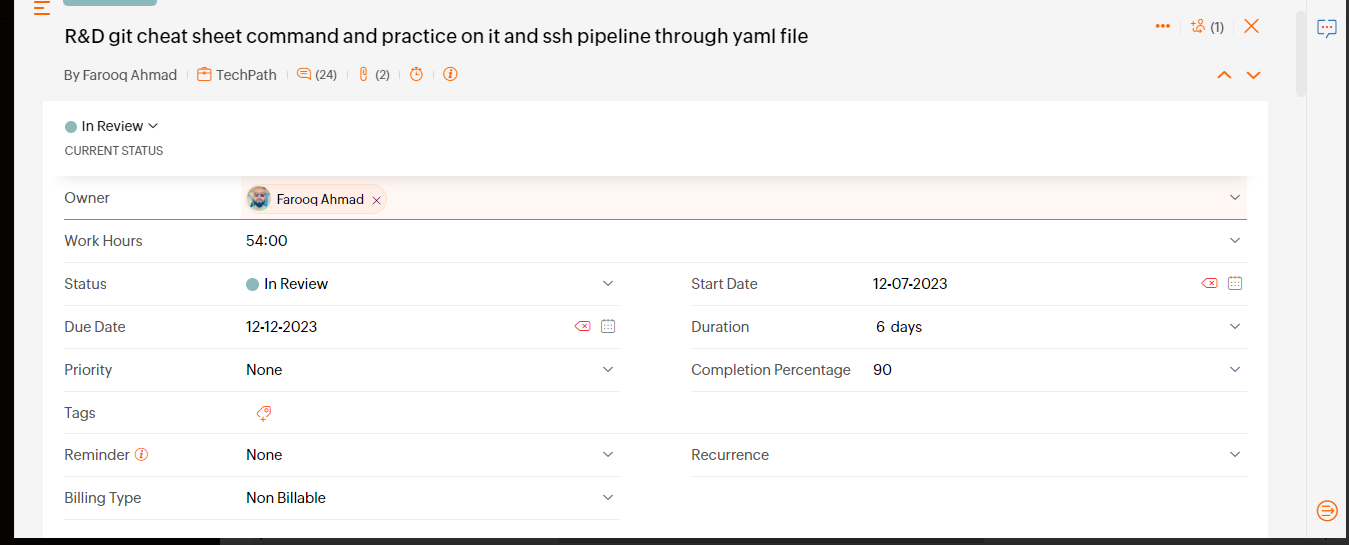 R&D git cheat sheet command and practice on it and ssh pipeline through yaml file
(1)
By Farooq Ahmad TechPath (24) (2)
In Review
CURRENT STATUS
Owner Farooq Ahmad
Work Hours 54:00
Status In Review Start Date 12-07-2023
Due Date 12-12-2023 Duration 6 days
Priority None Completion Percentage 90
Tags
Reminder None Recurrence
Billing Type Non Billable